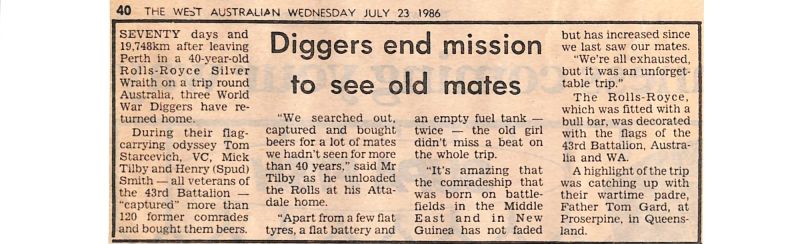 40 THE WEST AUSTRALIAN WEDNESDAY JULY 23 1986
Diggers end mission
to see old mates
SEVENTY days and
19,748km after leaving
Perth in a 40-year-old
Rolls-Royce Silver
Wraith on a trip round
Australia, three World
War Diggers have re-
turned home.
During their flag-
carrying odyssey Tom
Starcevich, VC, Mick
Tilby and Henry (Spud)
Smith — all veterans of
the 43rd Battalion —
"captured" more than
120 former comrades
and bought them beers.
"We searched out,
captured and bought
beers for a lot of mates
we hadn't seen for more
than 40 years," said Mr
Tilby as he unloaded
the Rolls at his Atta-
dale home.
"Apart from a few flat
tyres, a flat battery and
an empty fuel tank —
twice — the old girl
didn't miss a beat on
the whole trip.
"It's amazing that
the comradeship that
was born on battle-
fields in the Middle
East and in New
Guinea has not faded
but has increased since
we last saw our mates.
"We're all exhausted,
but it was an unforget-
table trip."
The Rolls-Royce,
which was fitted with a
bull bar, was decorated
with the flags of the
43rd Battalion, Austra-
lia and WA.
A highlight of the trip
was catching up with
their wartime padre,
Father Tom Gard, at
Proserpine, in Queens-
land.